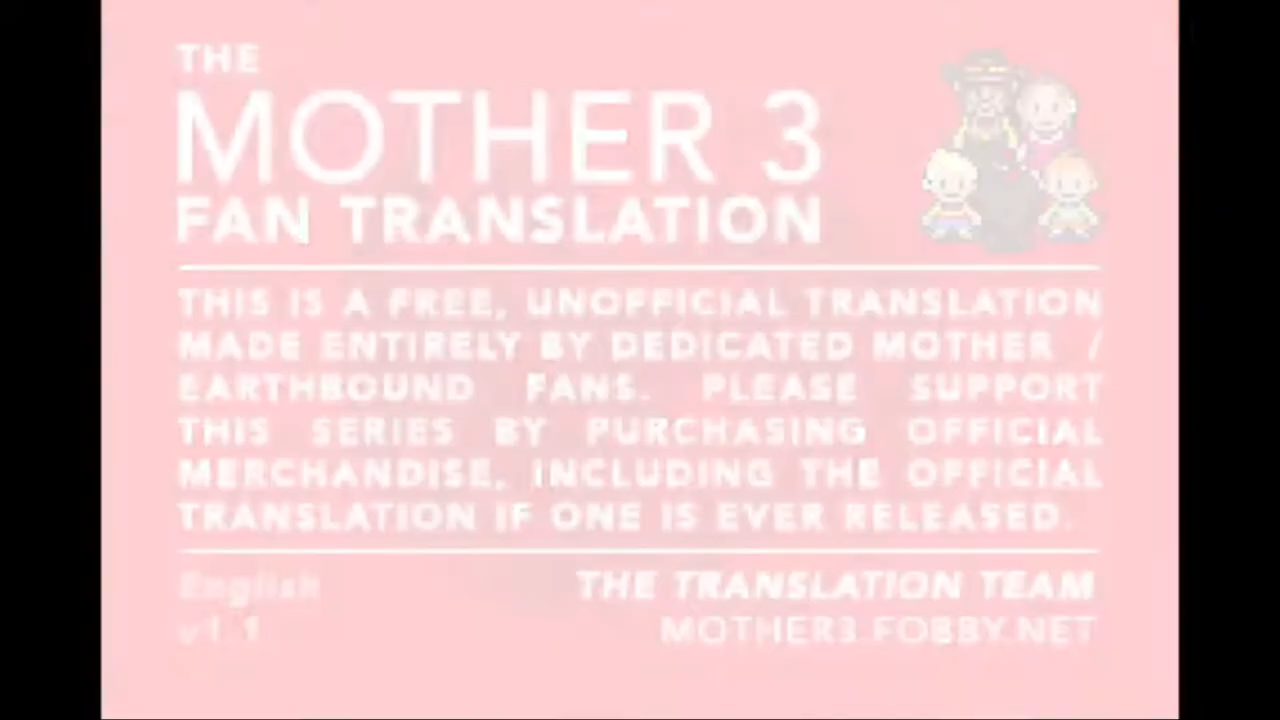 THE
MOTHER 3
FAN TRANSLATION
THIS IS A FREE, UNOFFICIAL TRANSLATION
MADE ENTIRELY BY DEDICATED MOTHER /
EARTHBOUND FANS. PLEASE SUPPORT
THIS SERIES BY PURCHASING OFFICIAL
MERCHANDISE, INCLUDING THE OFFICIAL
TRANSLATION IF ONE IS EVER RELEASED.
English
v1.1
THE TRANSLATION TEAM
MOTHER3.FOBBY.NET